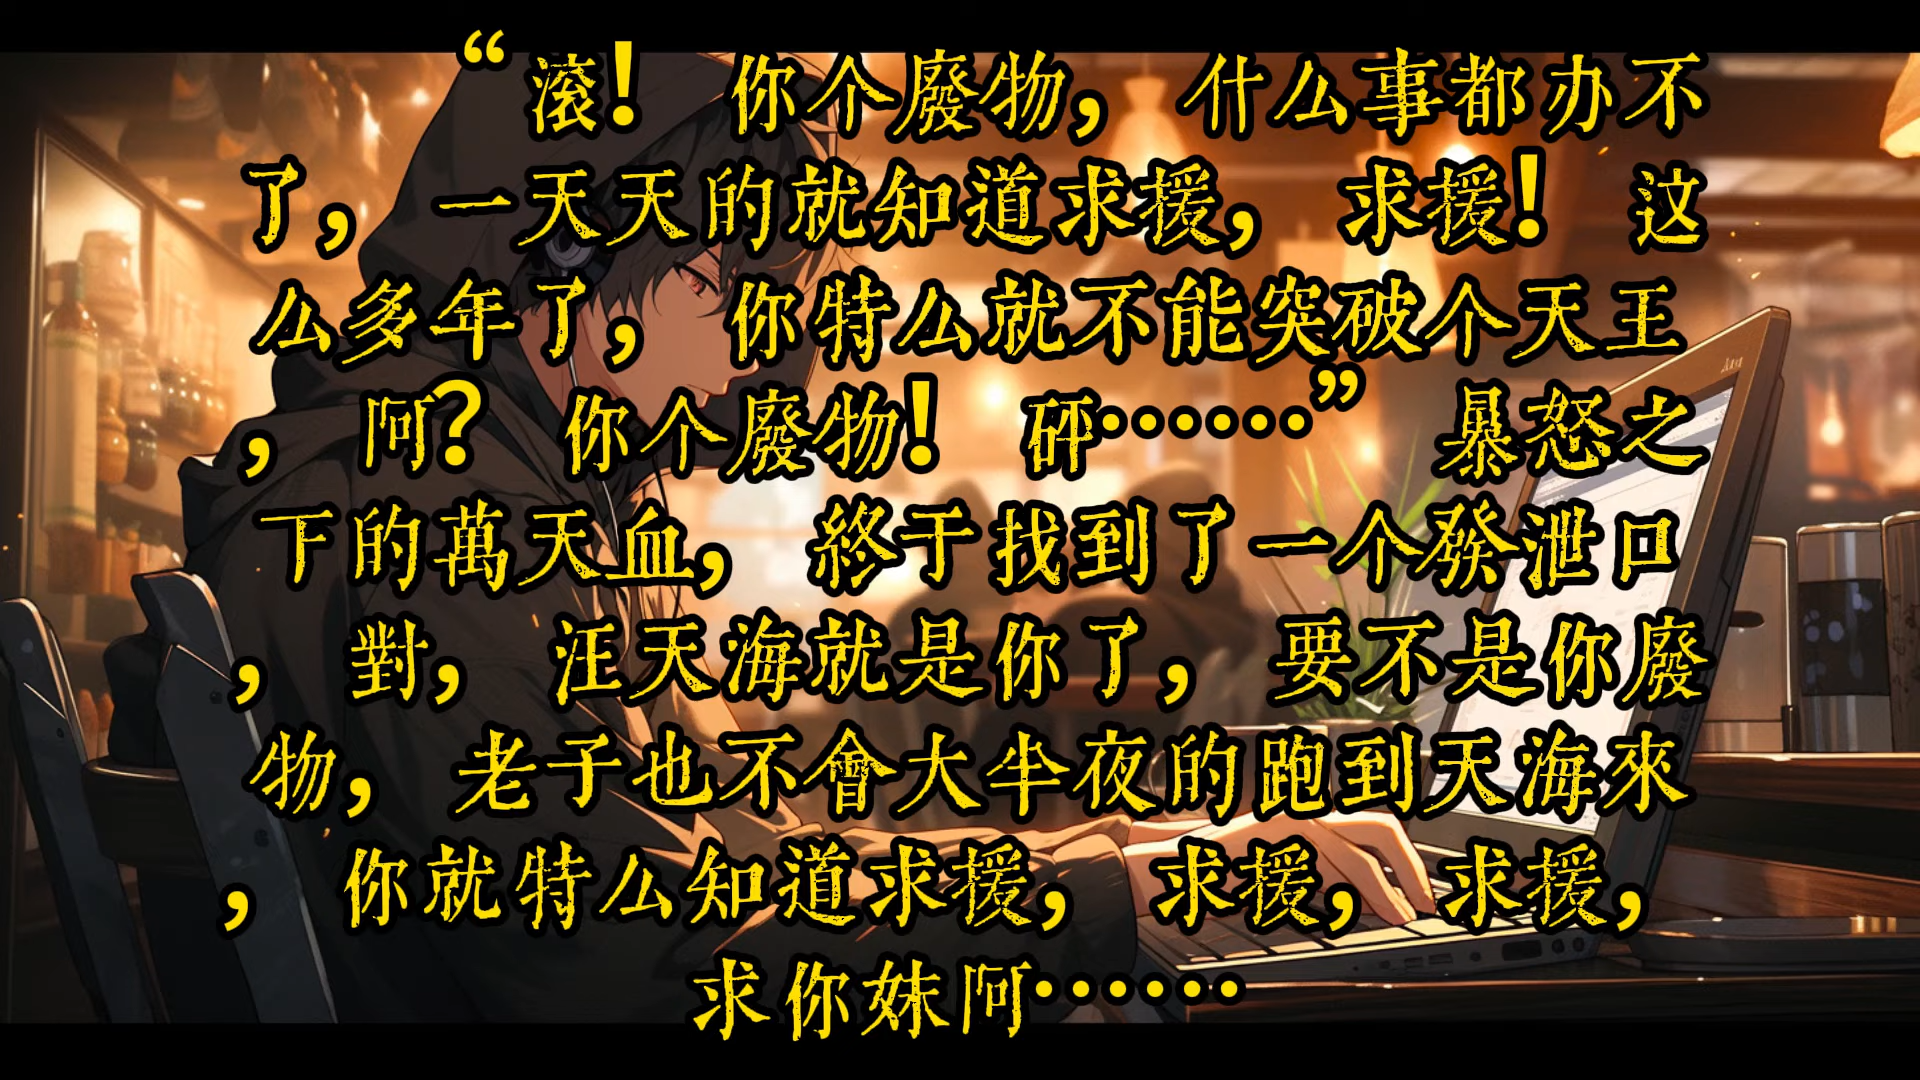 “滚！ 你个廢物， 什么事都办不
了， 一天天的就知道求援， 求援！ 这
么多年了， 你特么就不能突破个天王
， 阿？ 你个廢物！ 砰……” 暴怒之
下的萬天血， 終于找到了一个發泄口
， 對， 汪天海就是你了， 要不是你廢
物， 老子也不會大半夜的跑到天海來
， 你就特么知道求援， 求援， 求援，
求你妹阿……